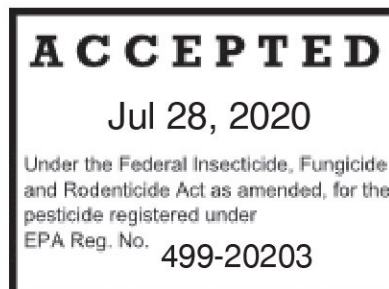 ACCEPTED
Jul 28, 2020
Under the Federal Insecticide, Fungicide
and Rodenticide Act as amended, for the
pesticide registered under
EPA Reg. No. 499-20203